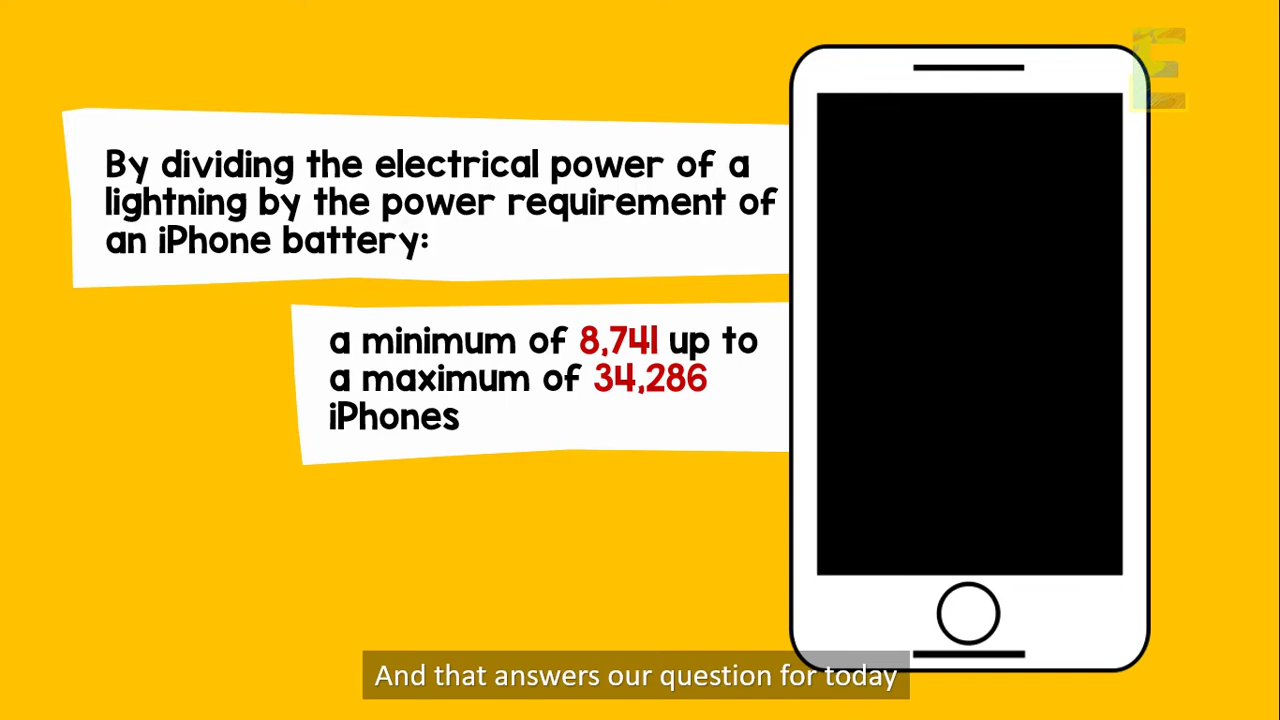 E
By dividing the electrical power of a
lightning by the power requirement of
an iPhone battery:
a minimum of 8,741 up to
a maximum of 34,286
iPhones
And that answers our question for today